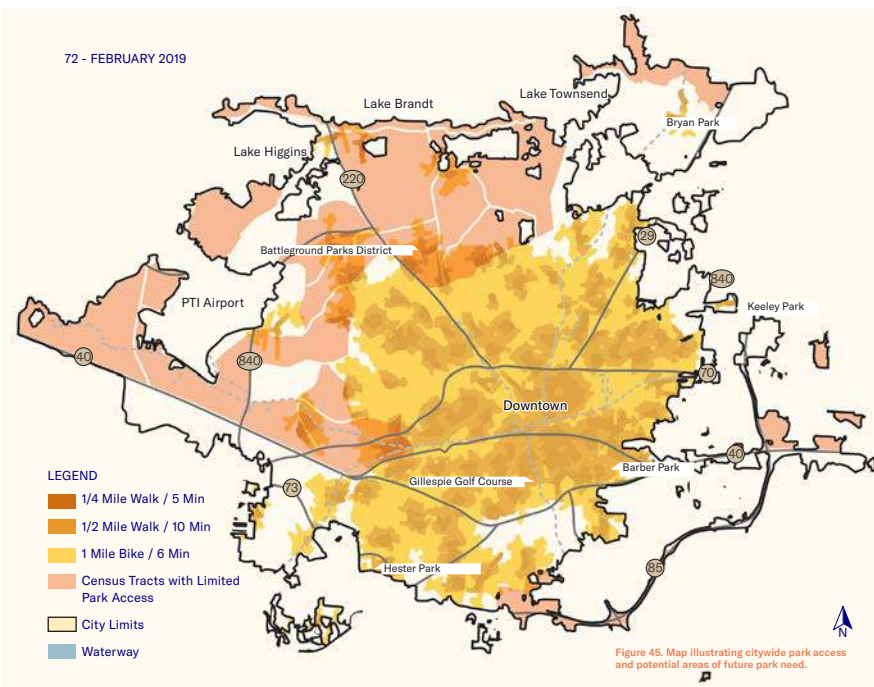 72 - FEBRUARY 2019
Lake Townsend
Lake Brandt
Bryan Park
Lake Higgins
220
29
Battleground Parks District
840
PTI Airport
Keeley Park
40
840
70
Downtown
40
Barber Park
Gillespie Golf Course
73
85
Hester Park
LEGEND
1/4 Mile Walk / 5 Min
1/2 Mile Walk / 10 Min
1 Mile Bike / 6 Min
Census Tracts with Limited
Park Access
City Limits
Waterway
N
Figure 45. Map illustrating citywide park access
and potential areas of future park need.